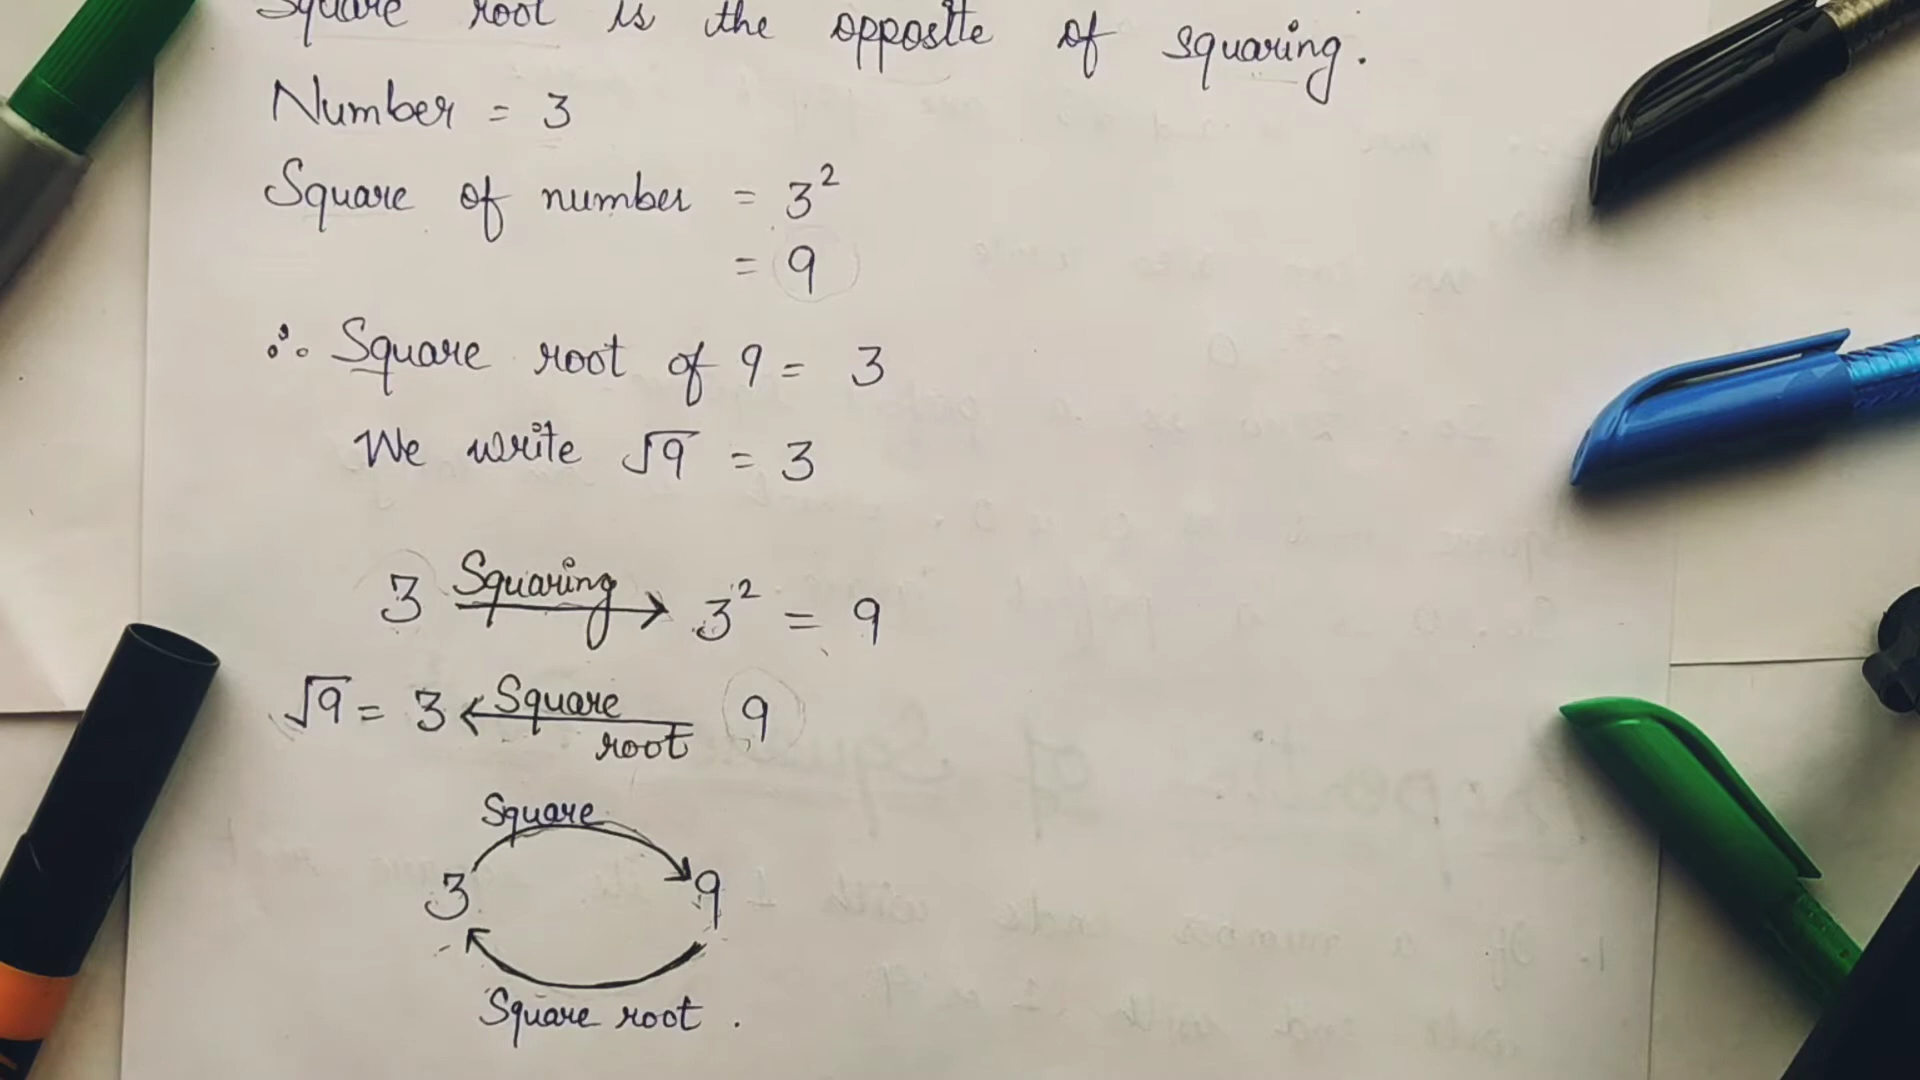 Square root is the opposite of squaring.
Number = 3
Square of number = 3²
= 9
∴ Square root of 9 = 3
We write √9 = 3
3 Squaring → 3² = 9
√9 = 3 ← Square root 9
Square
3 9
Square root .